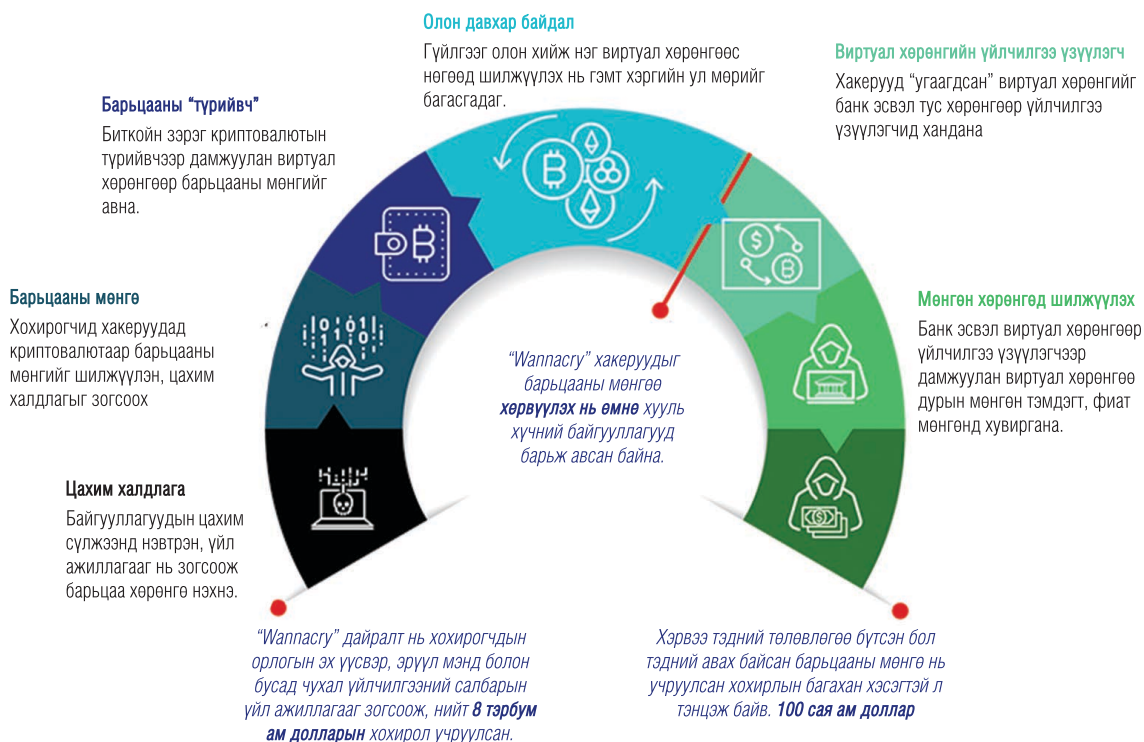 Цахим халдлага
Байгууллагуудын цахим
сүлжээнд нэвтрэн, үйл
ажиллагааг нь зогсоож
барьцаа хөрөнгө нэхнэ.
Барьцааны мөнгө
Хохирогчид хакеруудад
криптовалютаар барьцааны
мөнгийг шилжүүлэн, цахим
халдлагыг зогсоох
Барьцааны “түрийвч”
Биткойн зэрэг криптовалютын
түрийвчээр дамжуулан виртуал
хөрөнгөөр барьцааны мөнгийг
авна.
Олон давхар байдал
Гүйлгээг олон хийж нэг виртуал хөрөнгөөс
нөгөөд шилжүүлэх нь гэмт хэргийн ул мөрийг
багасгадаг.
Виртуал хөрөнгийн үйлчилгээ үзүүлэгч
Хакерууд “угаагдсан” виртуал хөрөнгийг
банк эсвэл тус хөрөнгөөр үйлчилгээ
үзүүлэгчид хандана
Мөнгөн хөрөнгөд шилжүүлэх
Банк эсвэл виртуал хөрөнгөөр
үйлчилгээ үзүүлэгчээр
дамжуулан виртуал хөрөнгөө
дурын мөнгөн тэмдэгт, фиат
мөнгөнд хувиргана.
“Wannacry” хакеруудыг
барьцааны мөнгөө
хөрвүүлэх нь өмнө хууль
хүчний байгууллагууд
барьж авсан байна.
“Wannacry” дайралт нь хохирогчдын
орлогын эх үүсвэр, эрүүл мэнд болон
бусад чухал үйлчилгээний салбарын
үйл ажиллагааг зогсоож, нийт 8 тэрбум
ам долларын хохирол учруулсан.
Хэрвээ тэдний төлөвлөгөө бүтсэн бол
тэдний авах байсан барьцааны мөнгө нь
учруулсан хохирлын багахан хэсэгтэй л
тэнцэж байв. 100 сая ам доллар